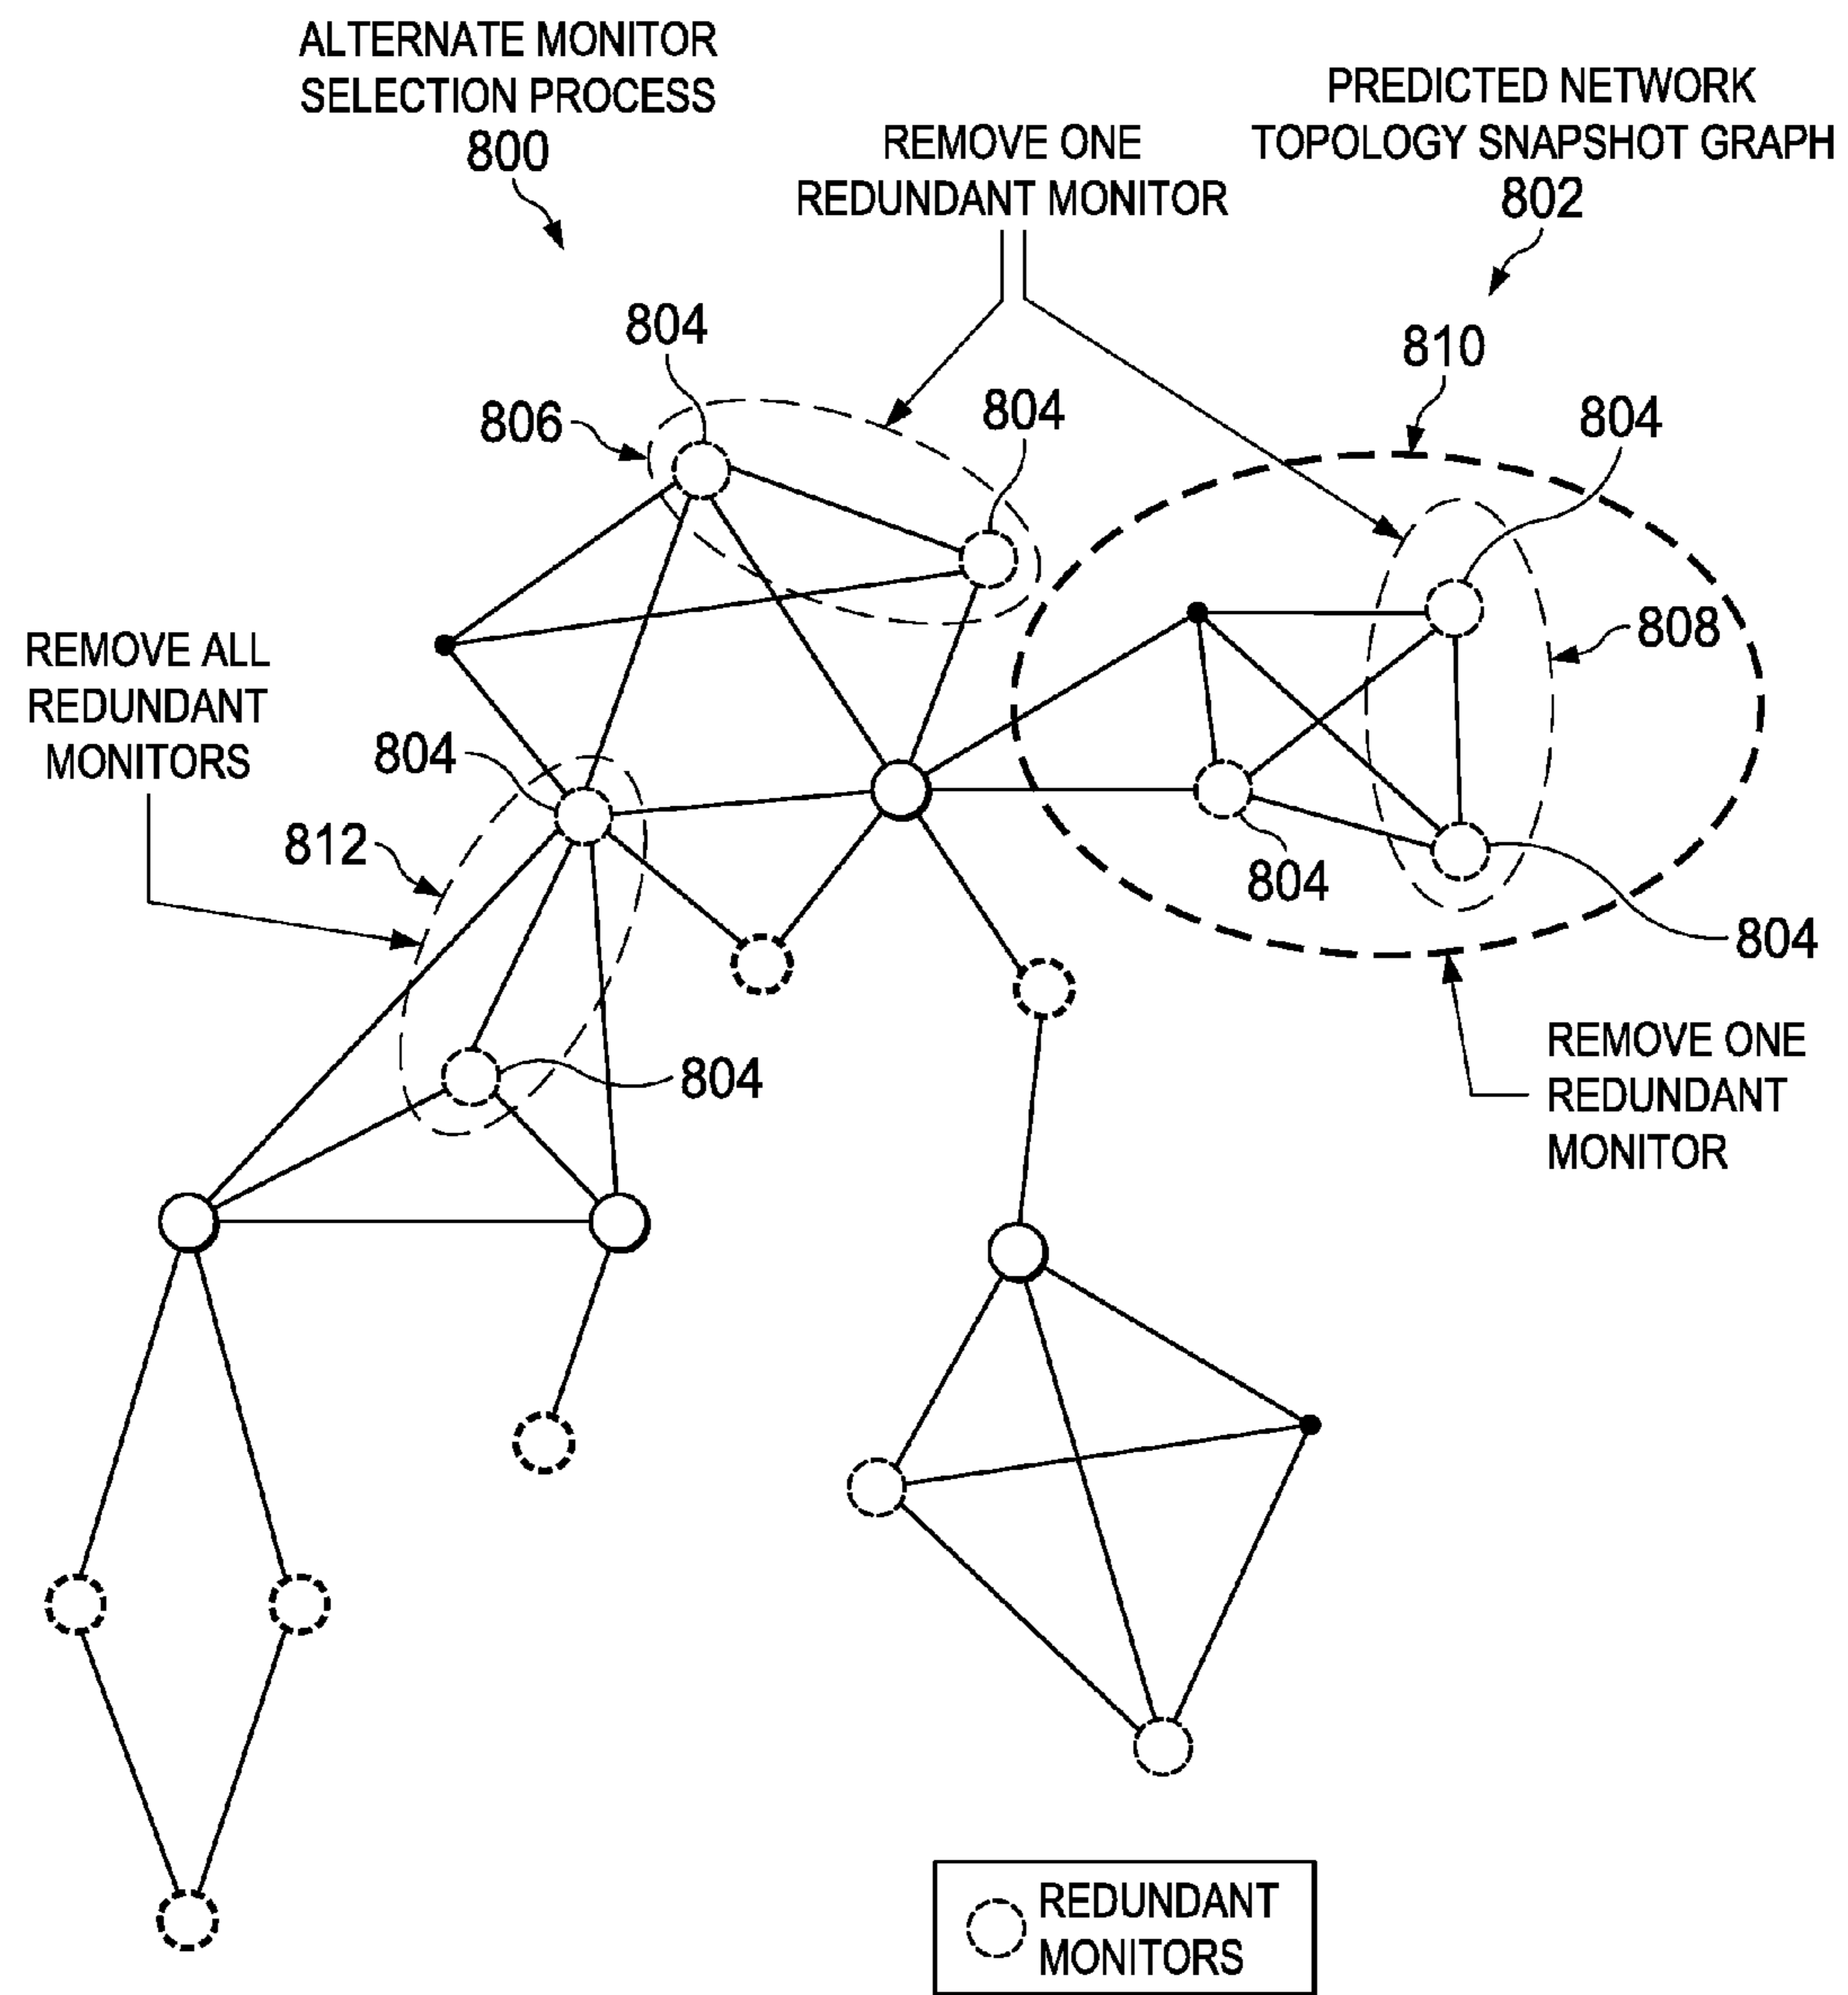 ALTERNATE MONITOR
SELECTION PROCESS
800
REMOVE ONE
REDUNDANT MONITOR
PREDICTED NETWORK
TOPOLOGY SNAPSHOT GRAPH
802
804
810
806
804
804
808
REMOVE ALL
REDUNDANT
MONITORS
804
812
804
804
804
REMOVE ONE
REDUNDANT
MONITOR
REDUNDANT
MONITORS